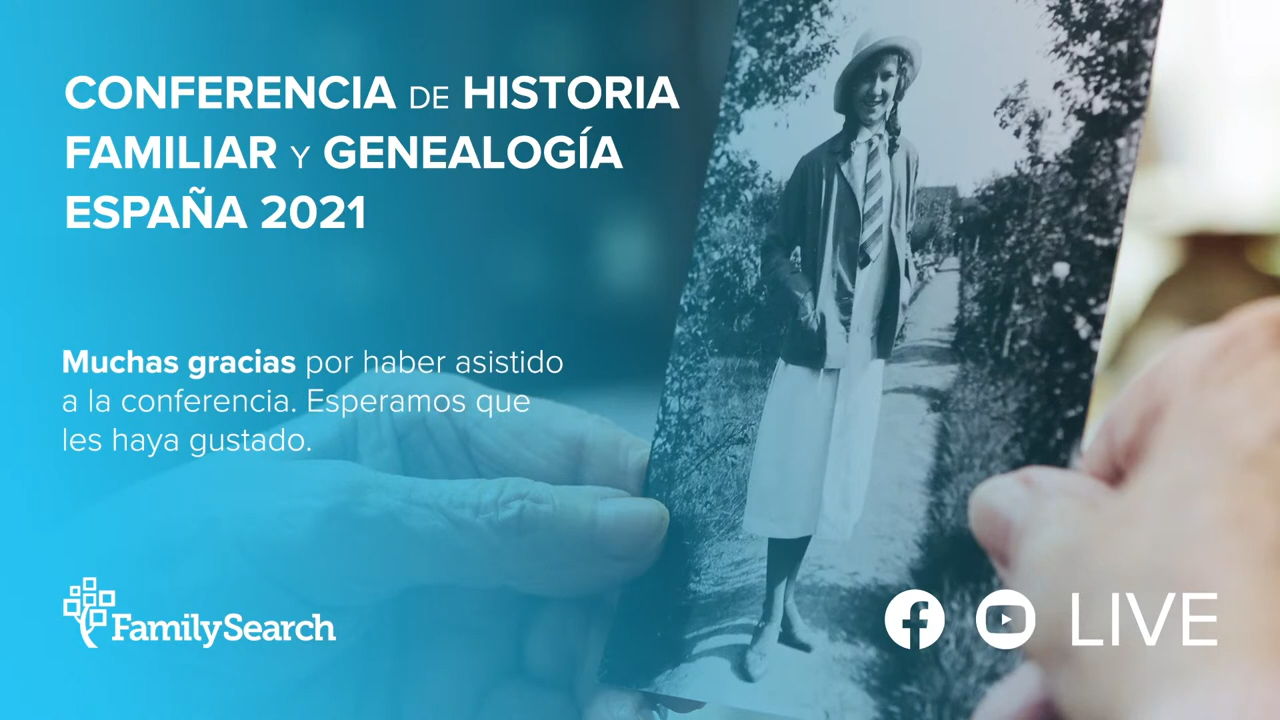 CONFERENCIA DE HISTORIA
FAMILIAR Y GENEALOGÍA
ESPAÑA 2021
Muchas gracias por haber asistido
a la conferencia. Esperamos que
les haya gustado.
FamilySearch
LIVE